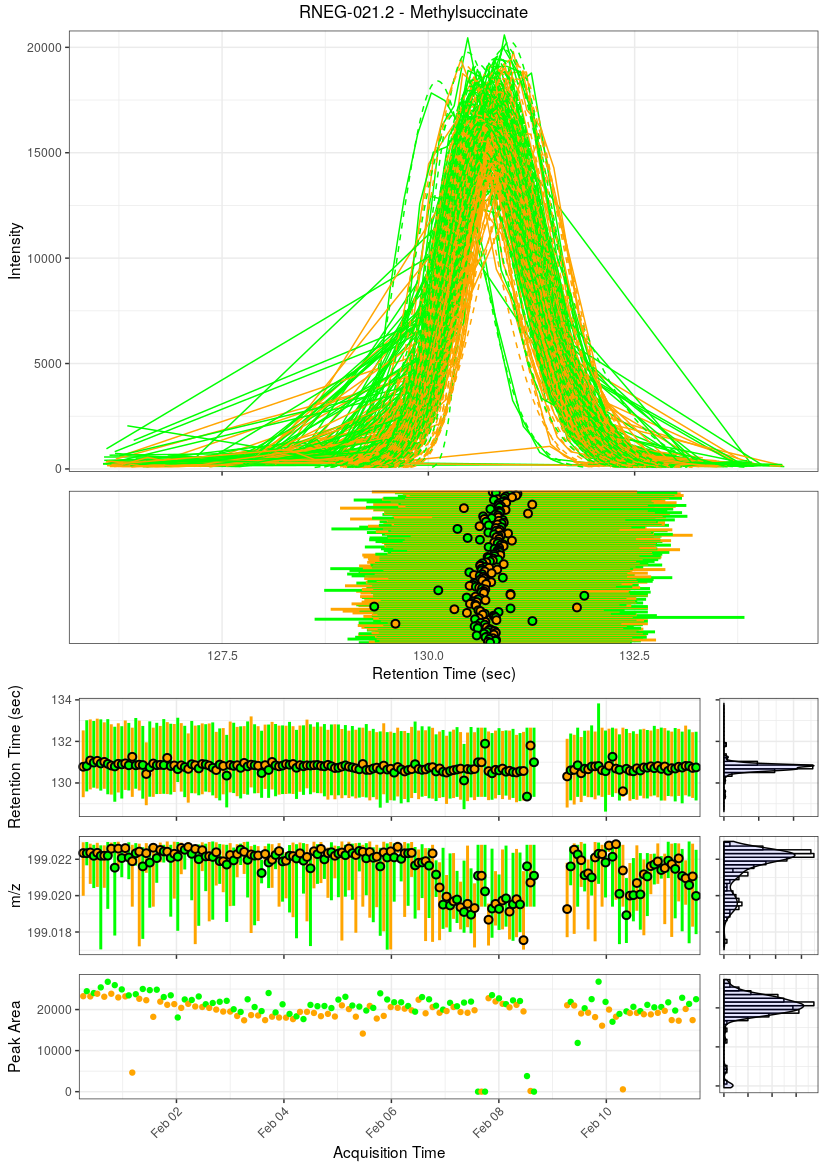 RNEG-021.2 - Methylsuccinate
20000
15000
10000
5000
0
Intensity
127.5
130.0
132.5
Retention Time (sec)
134
132
130
Retention Time (sec)
199.022
199.020
199.018
m/z
20000
10000
0
Peak Area
Feb 02
Feb 04
Feb 06
Feb 08
Feb 10
Acquisition Time